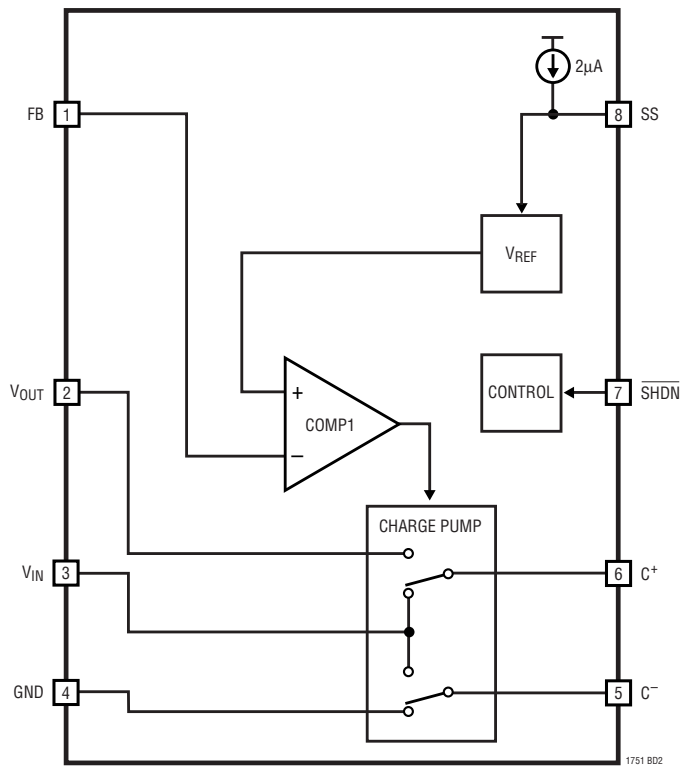 2µA
FB 1
8 SS
VREF
VOUT 2
CONTROL
7 SHDN
+
COMP1
−
CHARGE PUMP
VIN 3
6 C+
GND 4
5 C−
1751 BD2